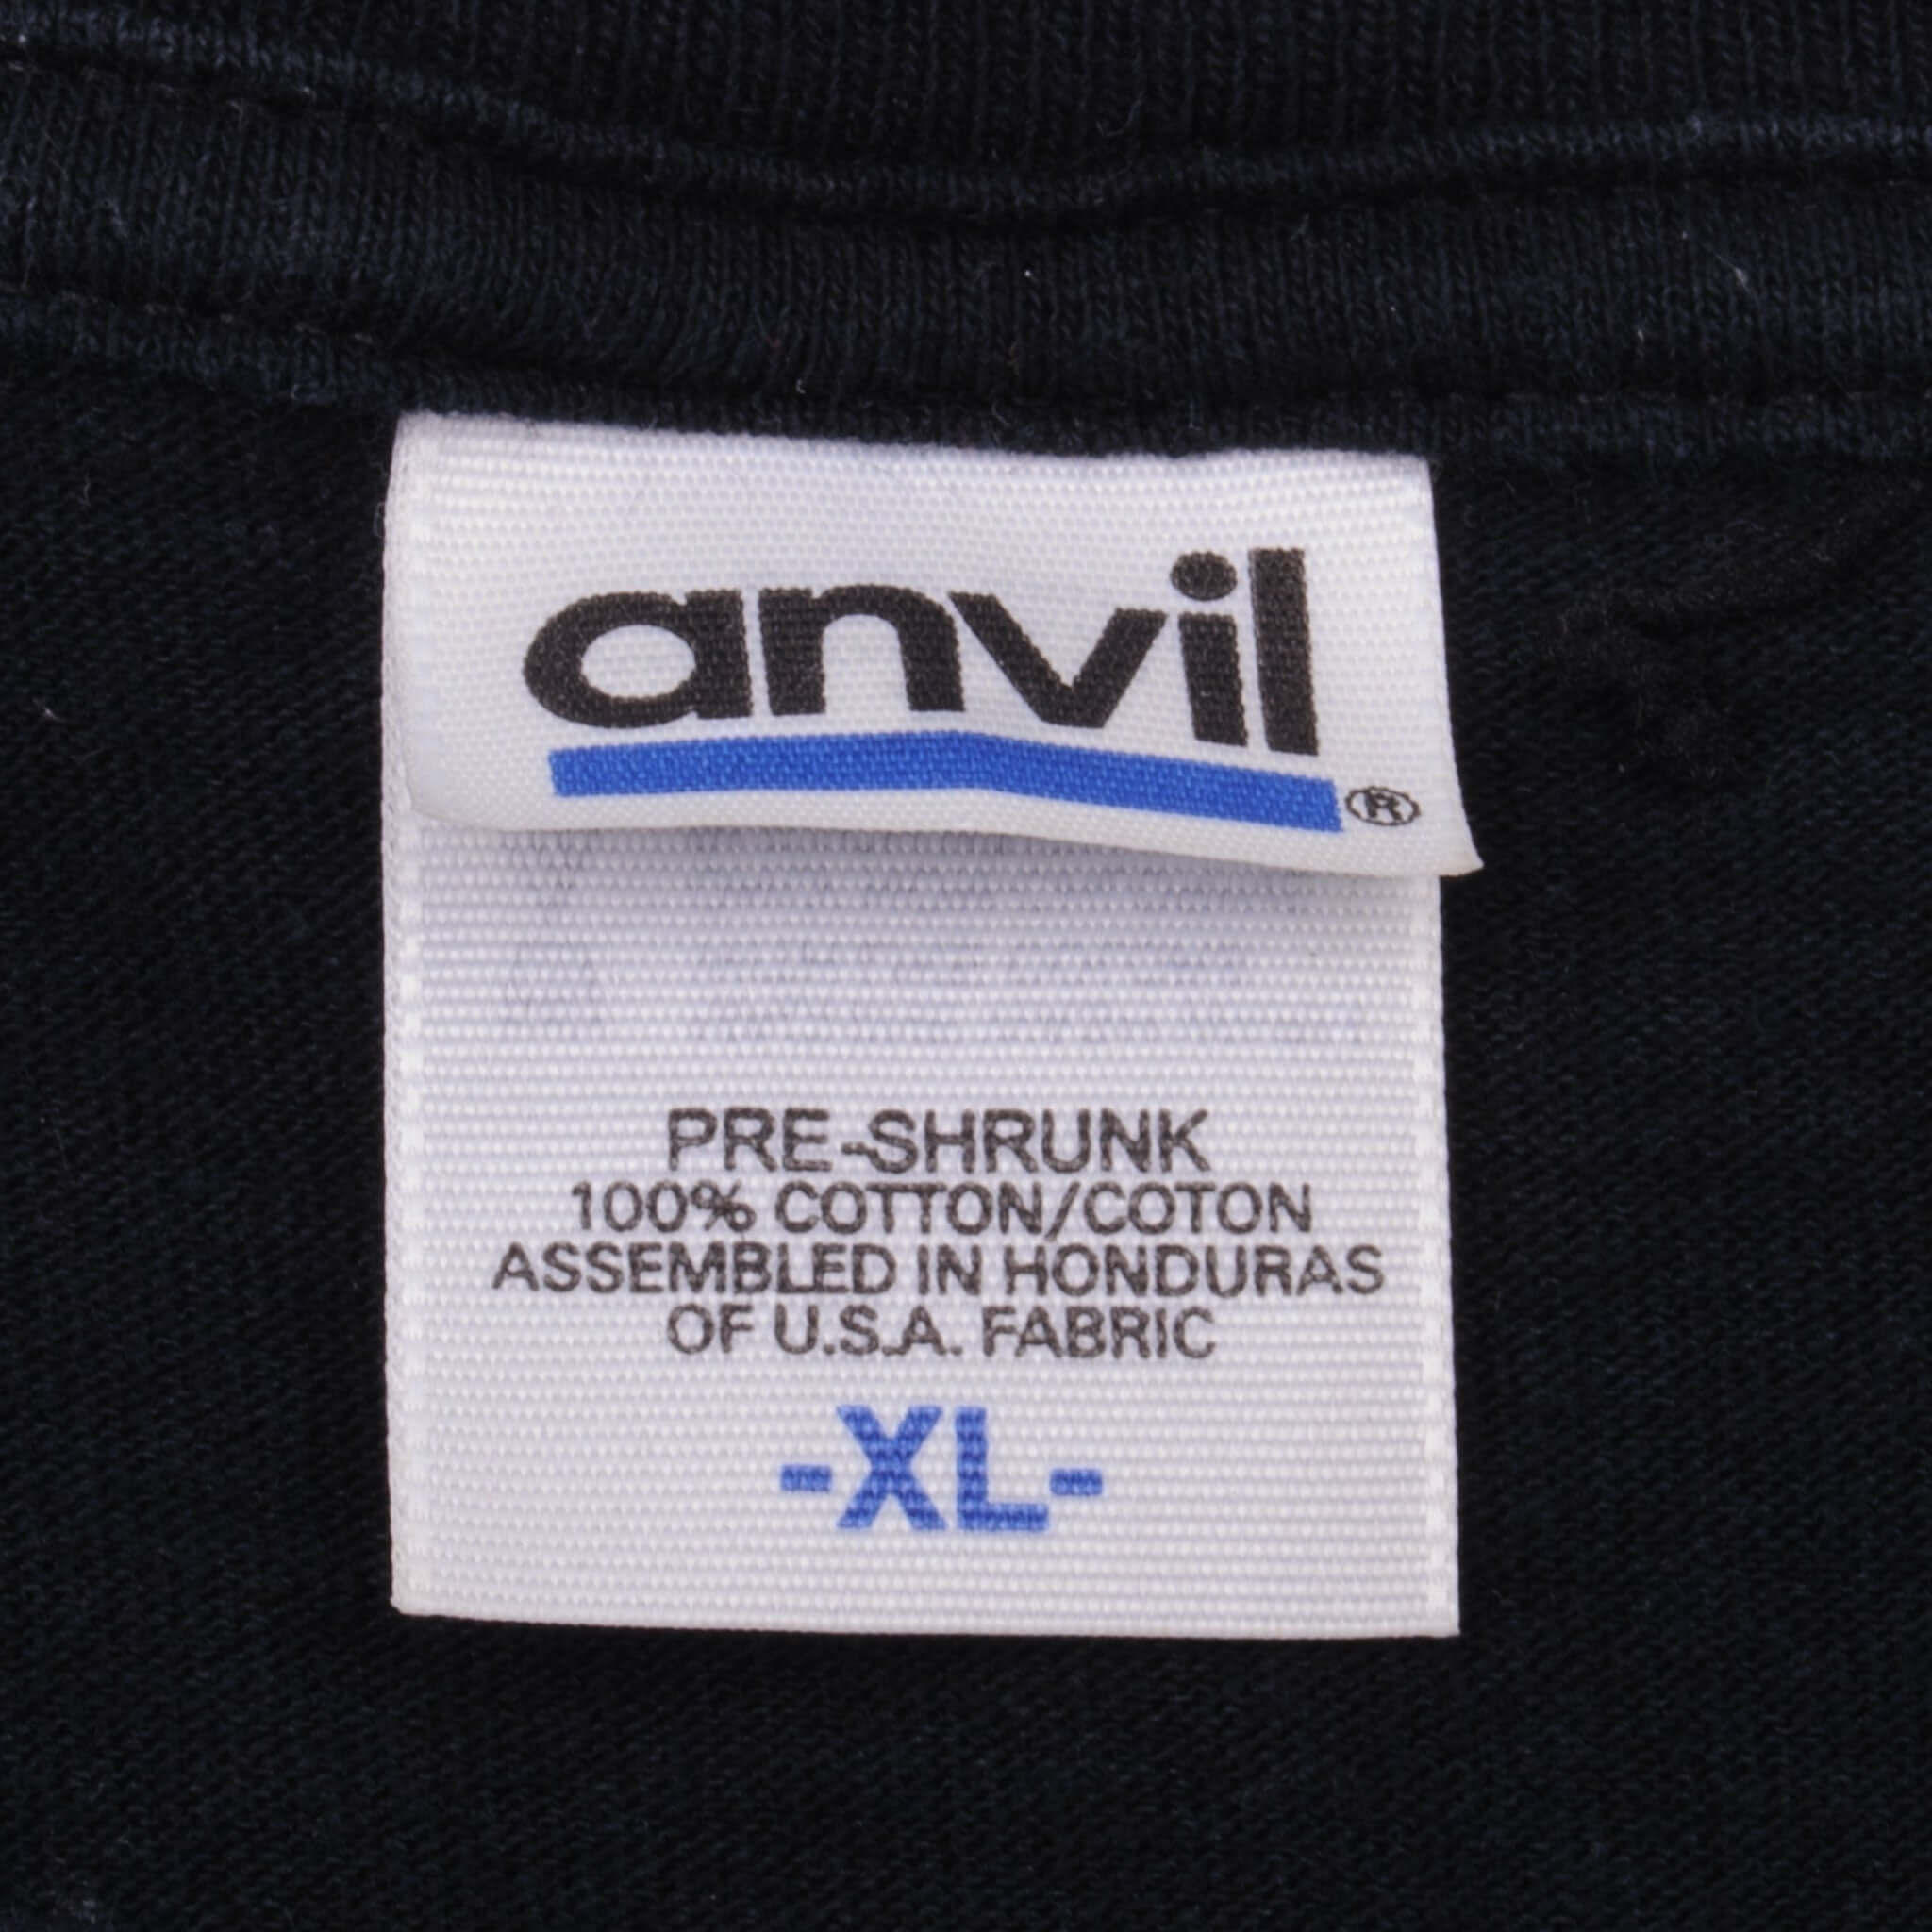 anvil®
PRE-SHRUNK
100% COTTON/COTON
ASSEMBLED IN HONDURAS
OF U.S.A. FABRIC
-XL-